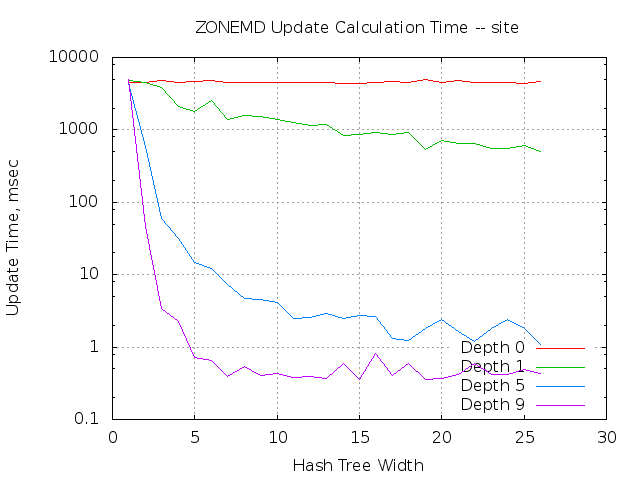 ZONEMD Update Calculation Time -- site
10000
1000
100
10
1
0.1
Update Time, msec
0 5 10 15 20 25 30
Hash Tree Width
Depth 0
Depth 1
Depth 5
Depth 9